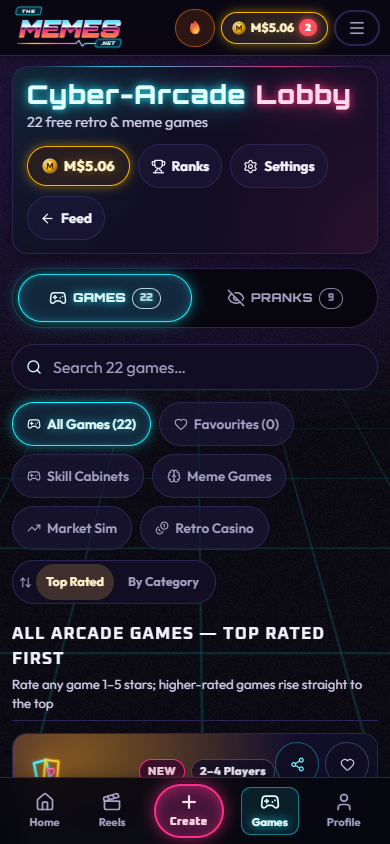 THE
MEMES
.NET
M M$5.06 2
Cyber-Arcade Lobby
22 free retro & meme games
M M$5.06
Ranks
Settings
Feed
GAMES 22
PRANKS 9
Search 22 games...
All Games (22)
Favourites (0)
Skill Cabinets
Meme Games
Market Sim
Retro Casino
Top Rated
By Category
ALL ARCADE GAMES — TOP RATED
FIRST
Rate any game 1–5 stars; higher-rated games rise straight to
the top
NEW
2–4 Players
Home
Reels
Create
Games
Profile